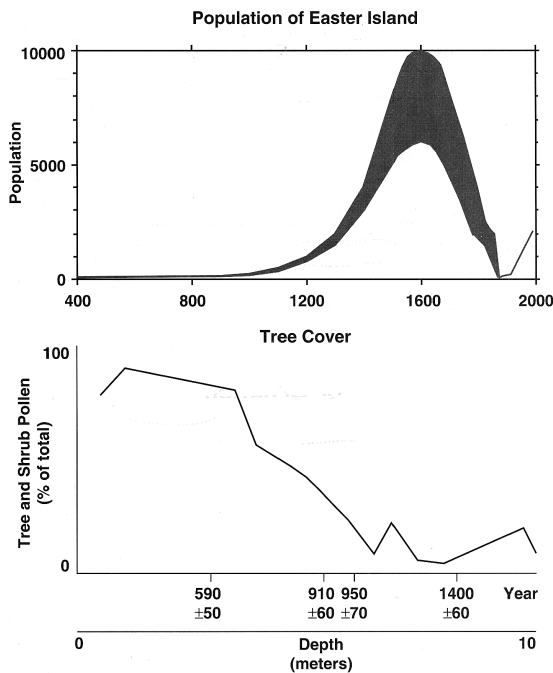 Population of Easter Island
10000
5000
0
Population
400 800 1200 1600 2000
Tree Cover
100
0
Tree and Shrub Pollen
(% of total)
590 910 950 1400 Year
±50 ±60 ±70 ±60
0 Depth 10
(meters)